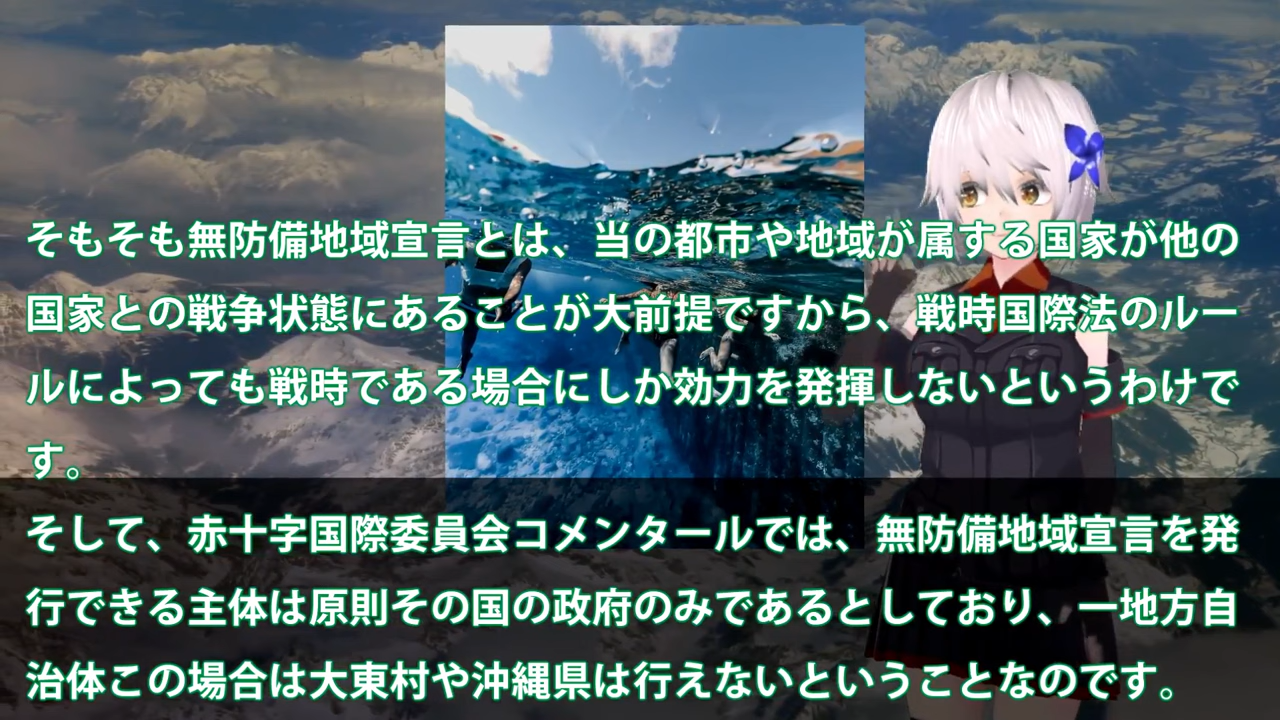 そもそも無防備地域宣言とは、当の都市や地域が属する国家が他の
国家との戦争状態にあることが大前提ですから、戦時国際法のルー
ルによっても戦時である場合にしか効力を発揮しないというわけで
す。
そして、赤十字国際委員会コメンタールでは、無防備地域宣言を発
行できる主体は原則その国の政府のみであるとしており、一地方自
治体この場合は大東村や沖縄県は行えないということなのです。